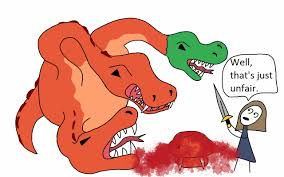 Well,
that's just
unfair.